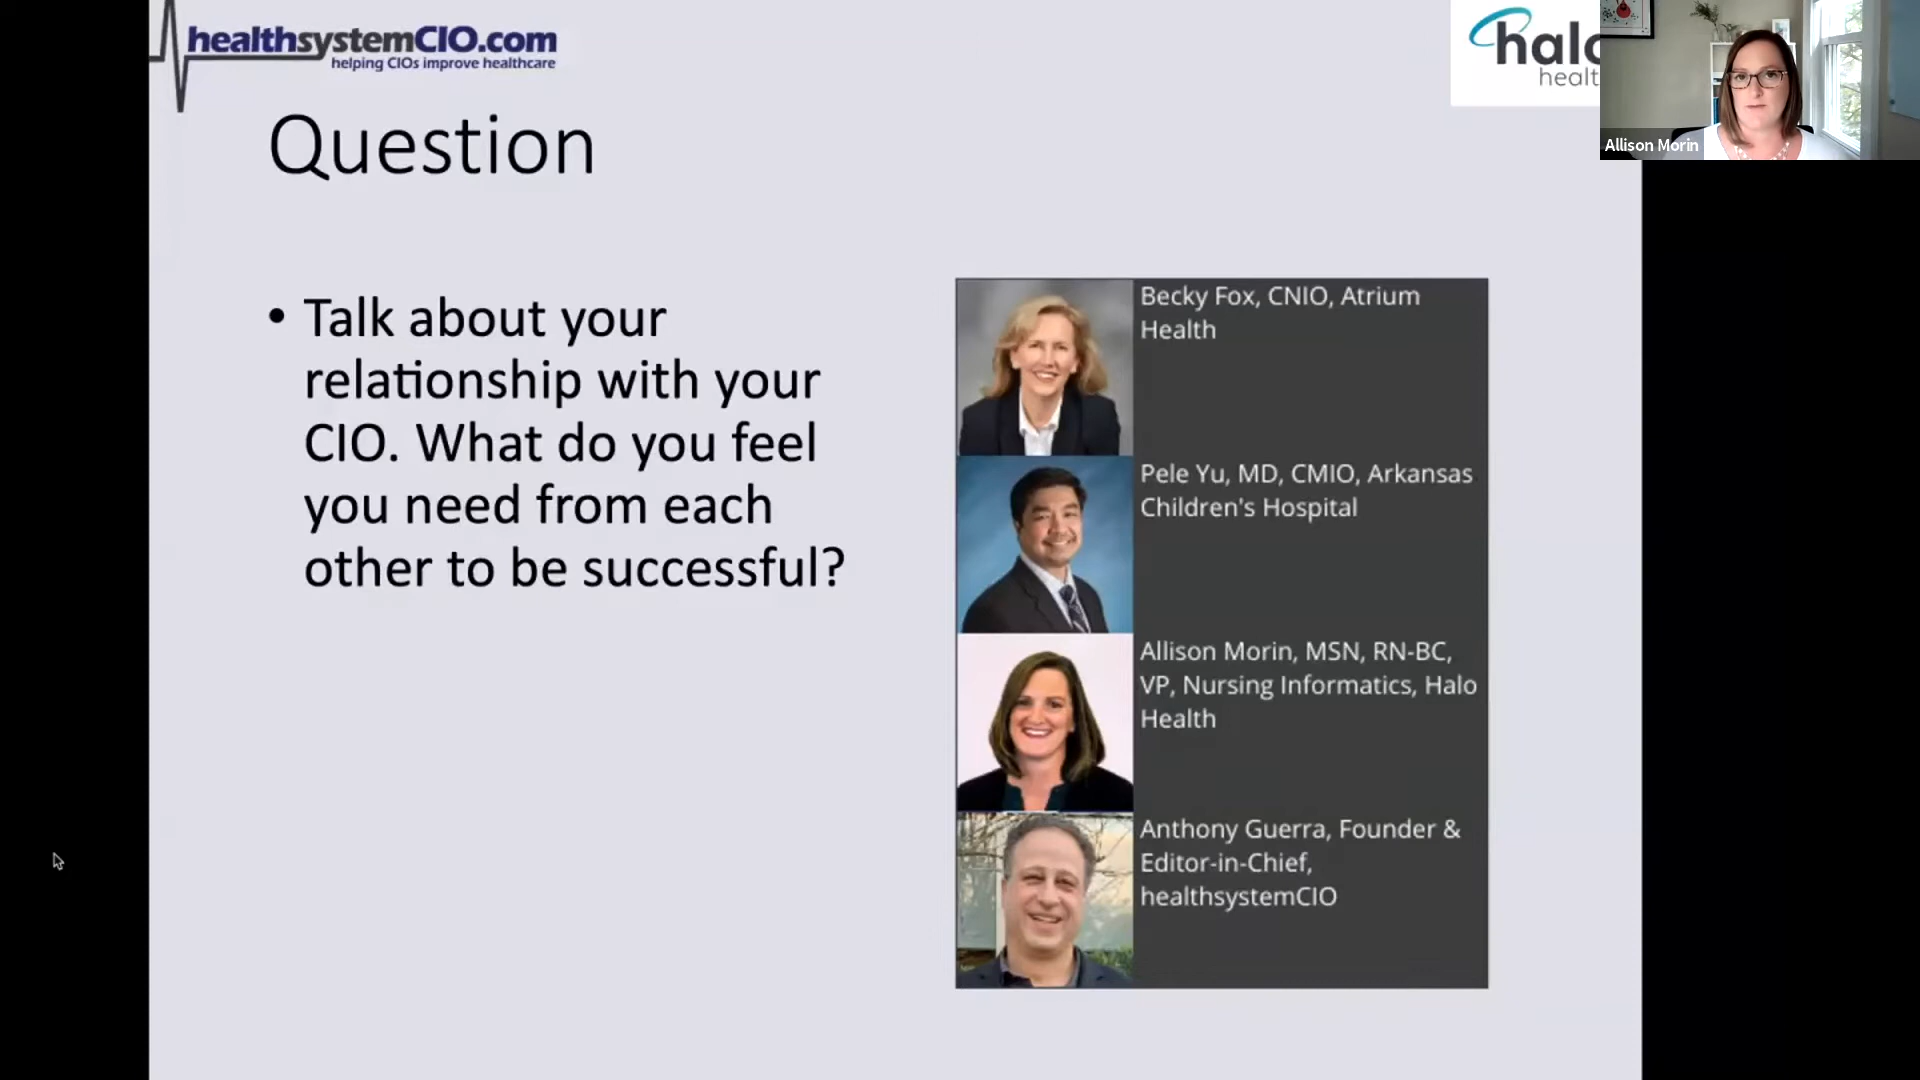 healthsystemCIO.com
helping CIOs improve healthcare
halo
healt
Allison Morin
Question
• Talk about your
relationship with your
CIO. What do you feel
you need from each
other to be successful?
Becky Fox, CNIO, Atrium
Health
Pele Yu, MD, CMIO, Arkansas
Children's Hospital
Allison Morin, MSN, RN-BC,
VP, Nursing Informatics, Halo
Health
Anthony Guerra, Founder &
Editor-in-Chief,
healthsystemCIO